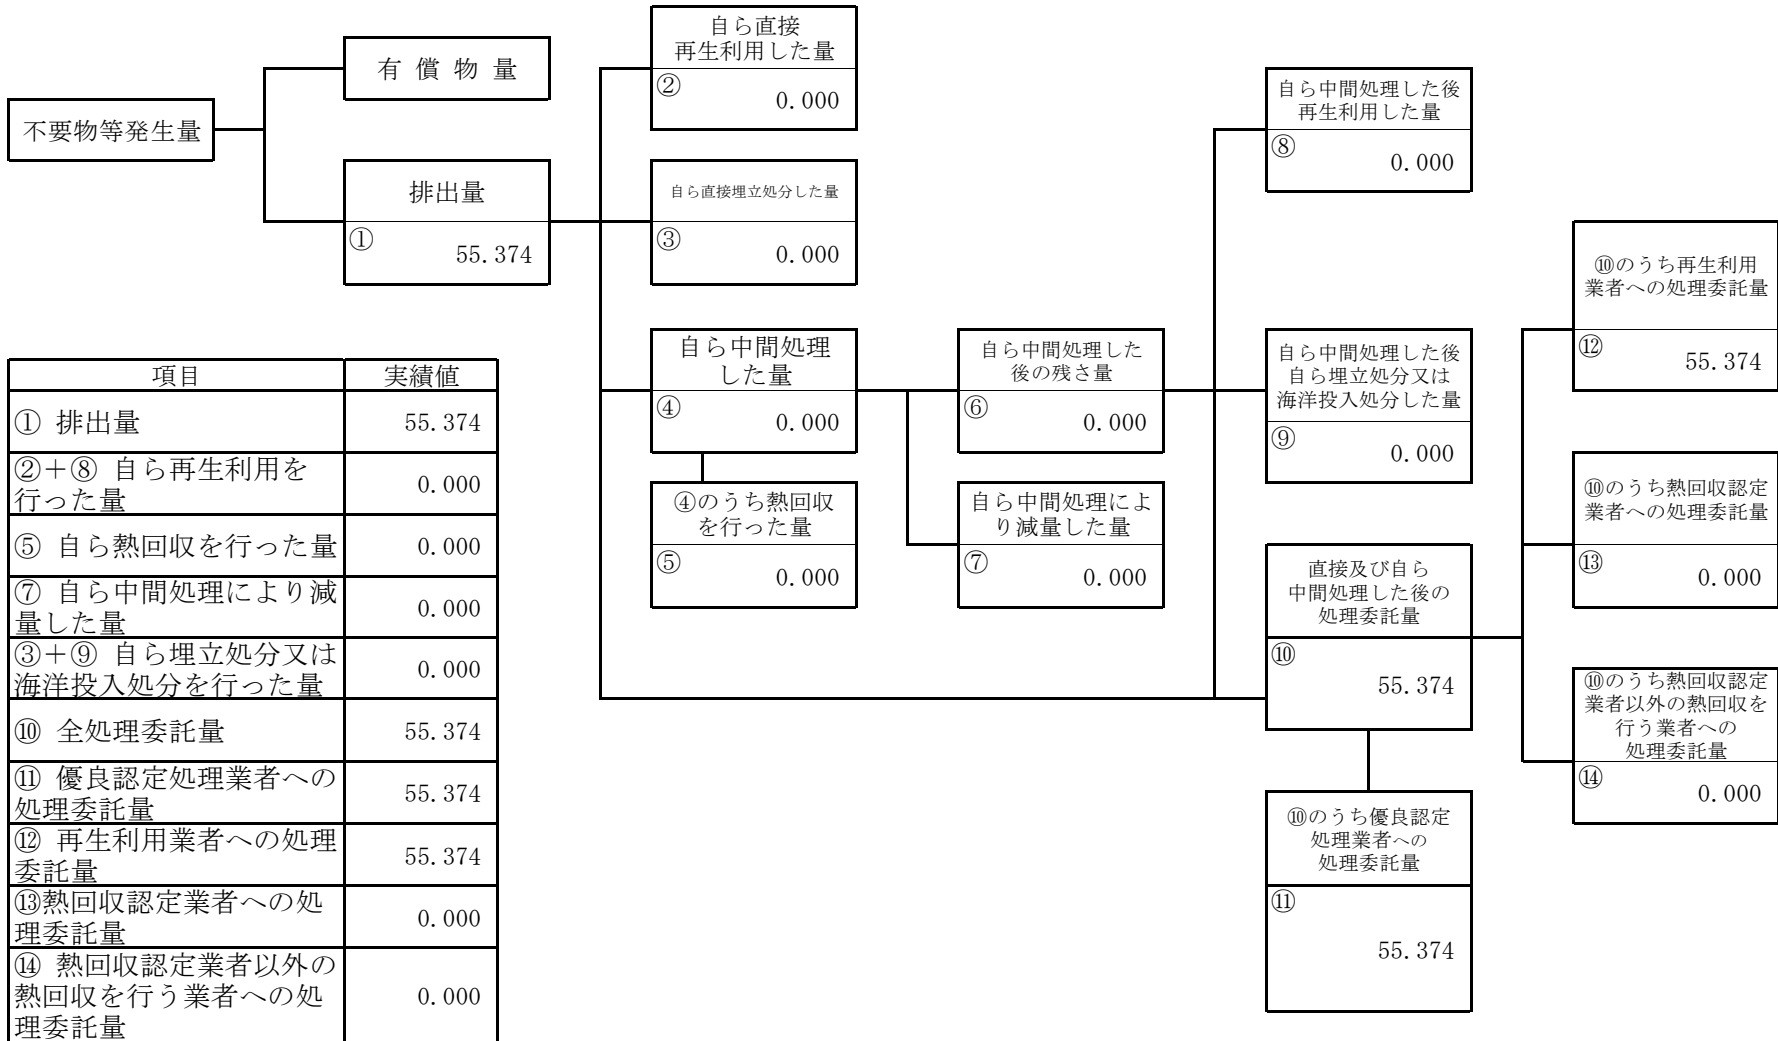 不要物等発生量
有 償 物 量
排出量
① 55.374
自ら直接
再生利用した量
② 0.000
自ら直接埋立処分した量
③ 0.000
自ら中間処理
した量
④ 0.000
④のうち熱回収
を行った量
⑤ 0.000
自ら中間処理した
後の残さ量
⑥ 0.000
自ら中間処理によ
り減量した量
⑦ 0.000
自ら中間処理した後
再生利用した量
⑧ 0.000
自ら中間処理した後
自ら埋立処分又は
海洋投入処分した量
⑨ 0.000
直接及び自ら
中間処理した後の
処理委託量
⑩ 55.374
⑩のうち優良認定
処理業者への
処理委託量
⑪ 55.374
⑩のうち再生利用
業者への処理委託量
⑫ 55.374
⑩のうち熱回収認定
業者への処理委託量
⑬ 0.000
⑩のうち熱回収認定
業者以外の熱回収を
行う業者への
処理委託量
⑭ 0.000
項目 実績値
① 排出量 55.374
②＋⑧ 自ら再生利用を
行った量 0.000
⑤ 自ら熱回収を行った量 0.000
⑦ 自ら中間処理により減
量した量 0.000
③＋⑨ 自ら埋立処分又は
海洋投入処分を行った量 0.000
⑩ 全処理委託量 55.374
⑪ 優良認定処理業者への
処理委託量 55.374
⑫ 再生利用業者への処理
委託量 55.374
⑬熱回収認定業者への処
理委託量 0.000
⑭ 熱回収認定業者以外の
熱回収を行う業者への処
理委託量 0.000